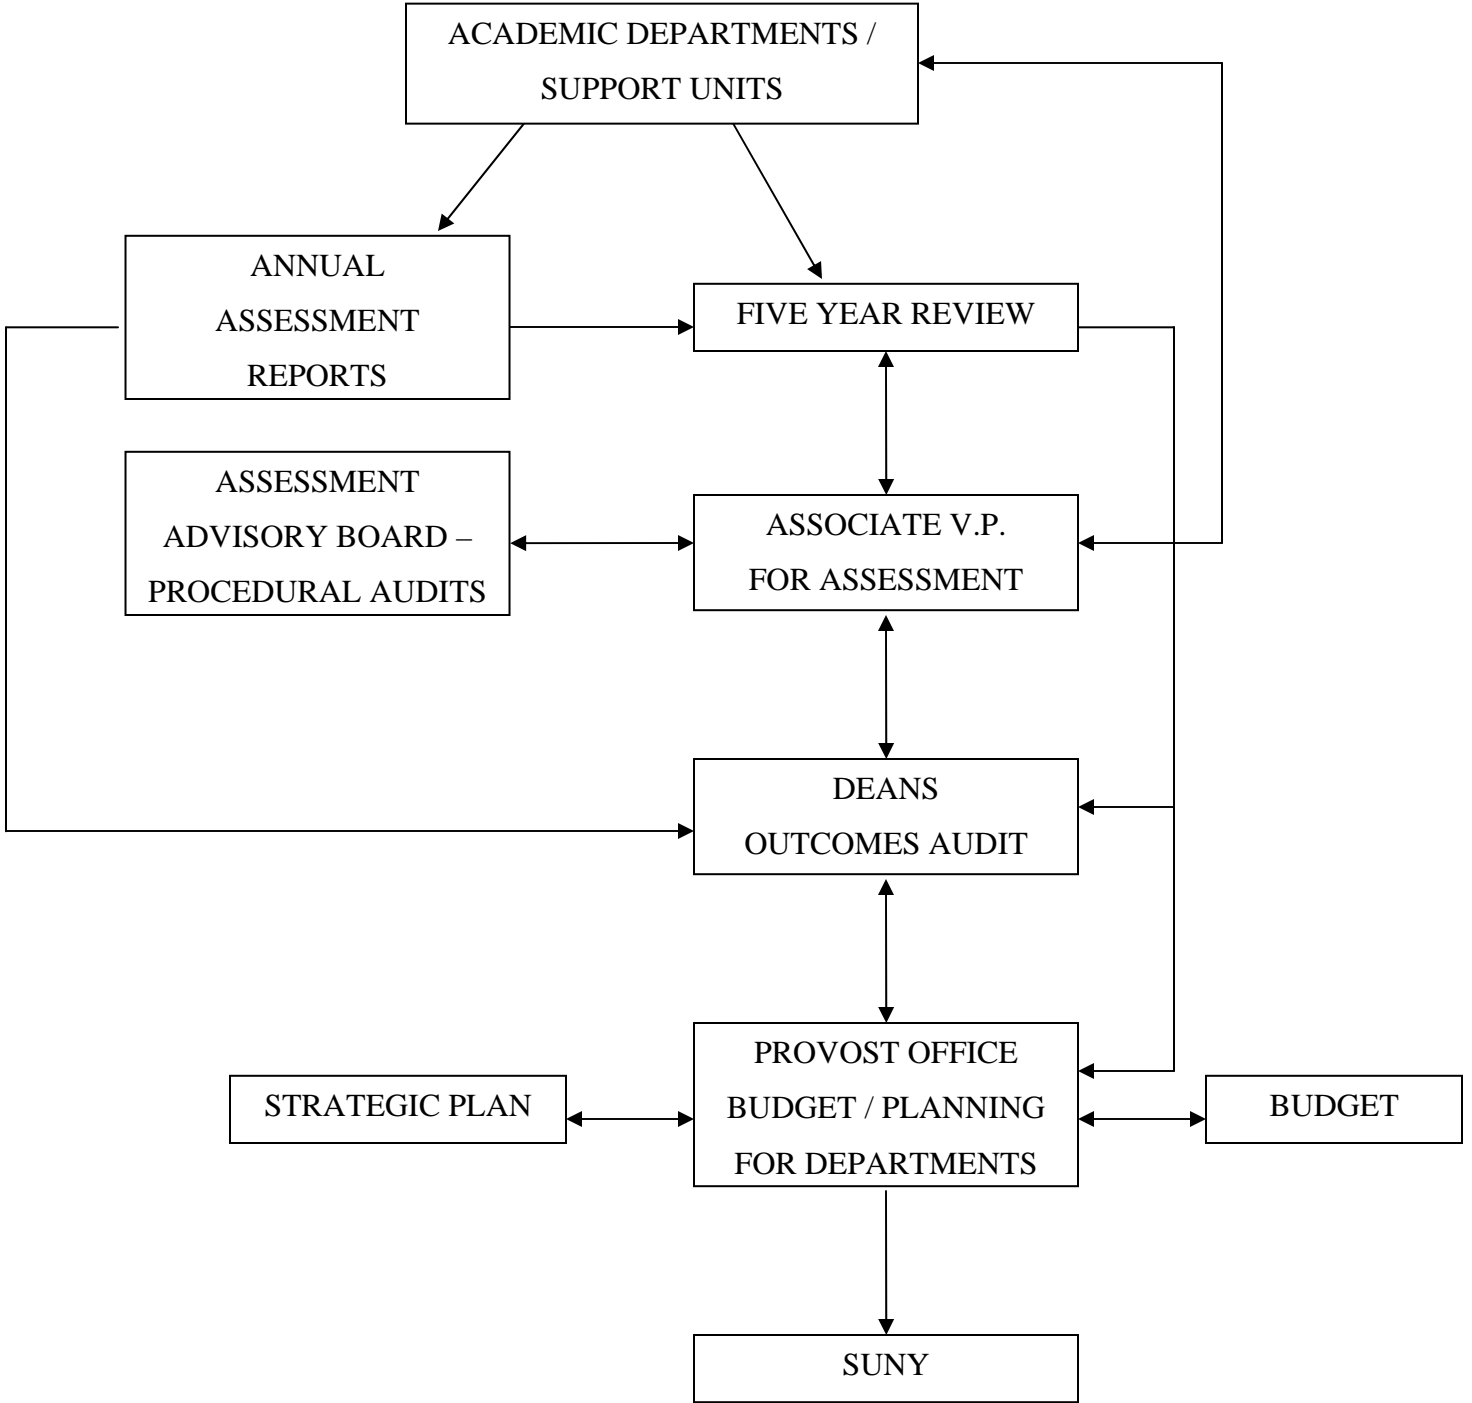 ACADEMIC DEPARTMENTS /
SUPPORT UNITS
ANNUAL
ASSESSMENT
REPORTS
FIVE YEAR REVIEW
ASSESSMENT
ADVISORY BOARD –
PROCEDURAL AUDITS
ASSOCIATE V.P.
FOR ASSESSMENT
DEANS
OUTCOMES AUDIT
STRATEGIC PLAN
PROVOST OFFICE
BUDGET / PLANNING
FOR DEPARTMENTS
BUDGET
SUNY